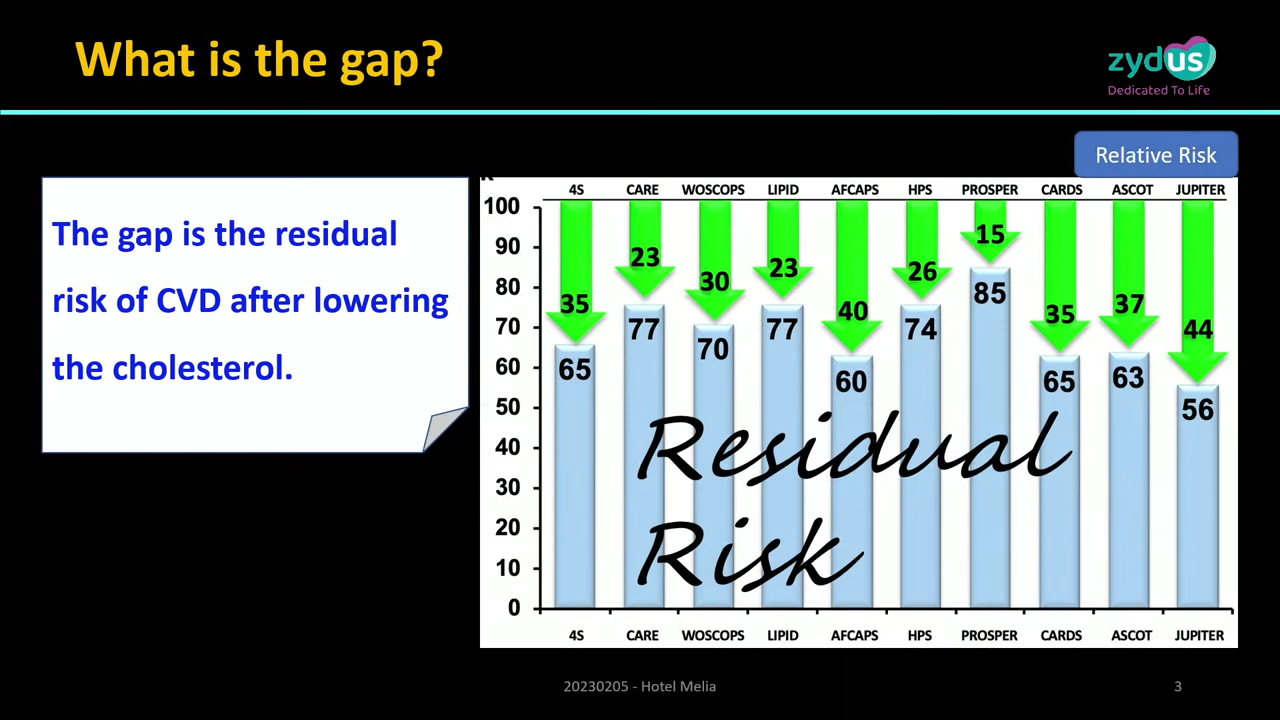 What is the gap?
zydus
Dedicated To Life
Relative Risk
The gap is the residual
risk of CVD after lowering
the cholesterol.
4S CARE WOSCOPS LIPID AFCAPS HPS PROSPER CARDS ASCOT JUPITER
100
90
80
70
60
50
40
30
20
10
0
35 23 30 23 40 26 15 35 37 44
65 77 70 77 60 74 85 65 63 56
Residual
Risk
4S CARE WOSCOPS LIPID AFCAPS HPS PROSPER CARDS ASCOT JUPITER
20230205 - Hotel Melia
3